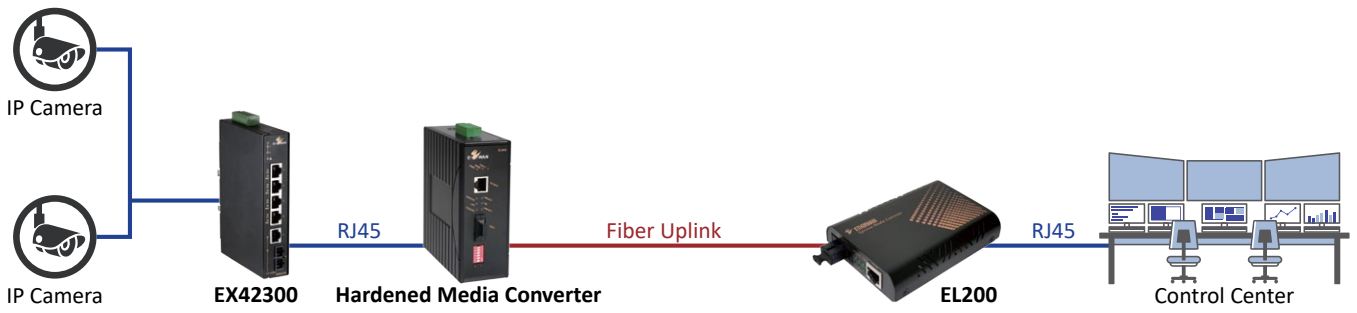 IP Camera
RJ45
Fiber Uplink
RJ45
IP Camera
EX42300
Hardened Media Converter
EL200
Control Center